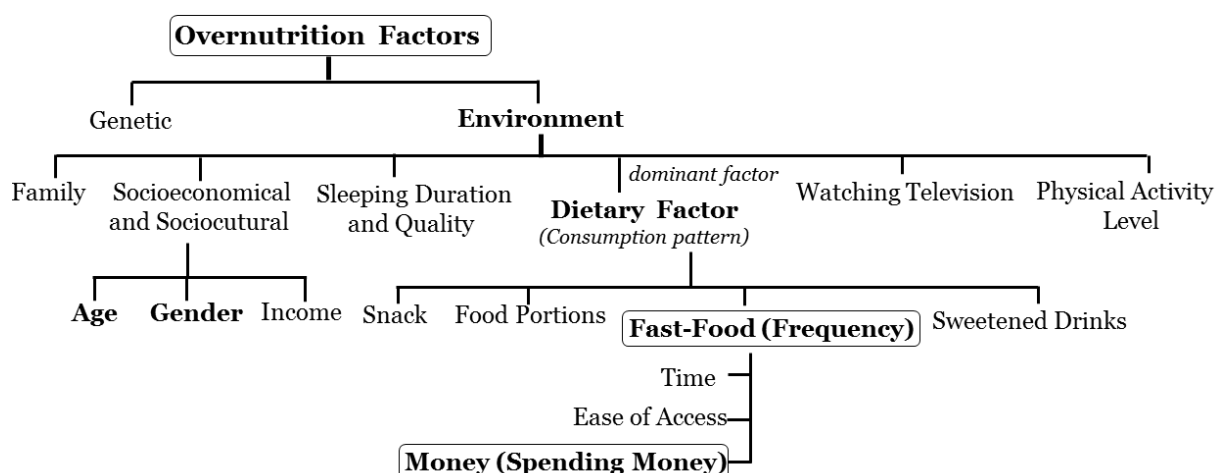 Overnutrition Factors
Genetic
Environment
dominant factor
Family
Socioeconomical
and Sociocutural
Sleeping Duration
and Quality
Dietary Factor
(Consumption pattern)
Watching Television
Physical Activity
Level
Age
Gender
Income
Snack
Food Portions
Fast-Food (Frequency)
Sweetened Drinks
Time
Ease of Access
Money (Spending Money)